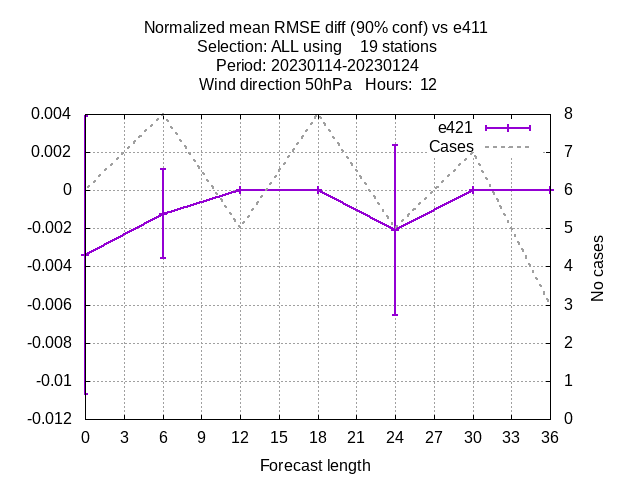 Normalized mean RMSE diff (90% conf) vs e411
Selection: ALL using    19 stations
Period: 20230114-20230124
Wind direction 50hPa   Hours:  12
0.004
0.002
0
-0.002
-0.004
-0.006
-0.008
-0.01
-0.012
e421
Cases
8
7
6
5
4
3
2
1
0
No cases
0 3 6 9 12 15 18 21 24 27 30 33 36
Forecast length